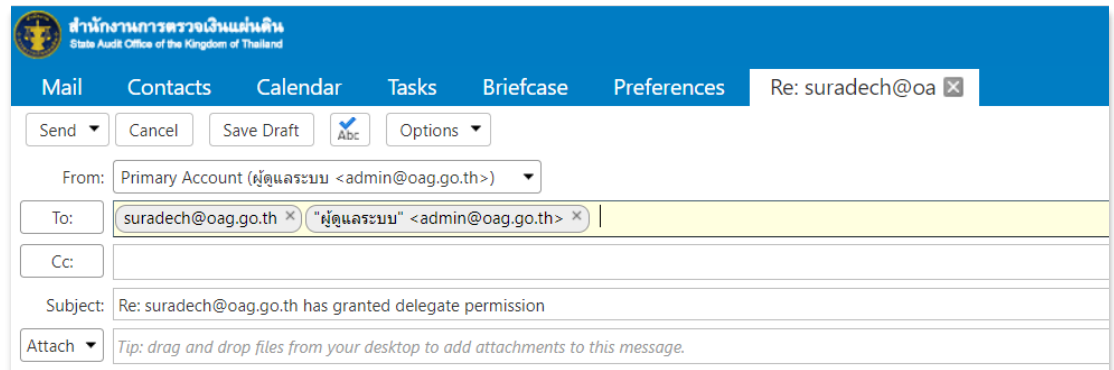 สำนักงานการตรวจเงินแผ่นดิน
State Audit Office of the Kingdom of Thailand
Mail Contacts Calendar Tasks Briefcase Preferences Re: suradech@oa
Send Cancel Save Draft Abc Options
From: Primary Account (ผู้ดูแลระบบ <admin@oag.go.th>)
To: suradech@oag.go.th × "ผู้ดูแลระบบ" <admin@oag.go.th> ×
Cc:
Subject: Re: suradech@oag.go.th has granted delegate permission
Attach Tip: drag and drop files from your desktop to add attachments to this message.